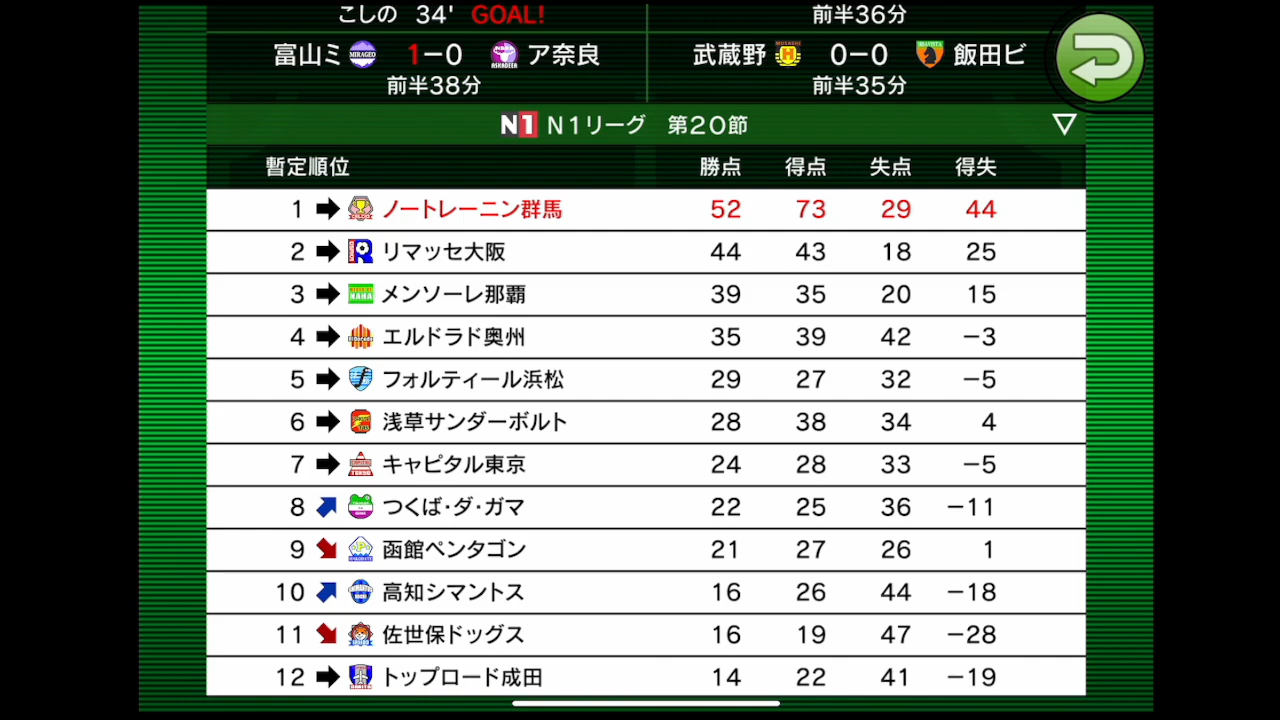 こしの 34' GOAL! 前半36分
富山ミ 1-0 ア奈良 武蔵野 0-0 飯田ビ
前半38分 前半35分
N1 N1リーグ 第20節
暫定順位 勝点 得点 失点 得失
1 ノートレーニン群馬 52 73 29 44
2 リマッセ大阪 44 43 18 25
3 メンソーレ那覇 39 35 20 15
4 エルドラド奥州 35 39 42 -3
5 フォルティール浜松 29 27 32 -5
6 浅草サンダーボルト 28 38 34 4
7 キャピタル東京 24 28 33 -5
8 つくば・ダ・ガマ 22 25 36 -11
9 函館ペンタゴン 21 27 26 1
10 高知シマントス 16 26 44 -18
11 佐世保ドッグス 16 19 47 -28
12 トップロード成田 14 22 41 -19